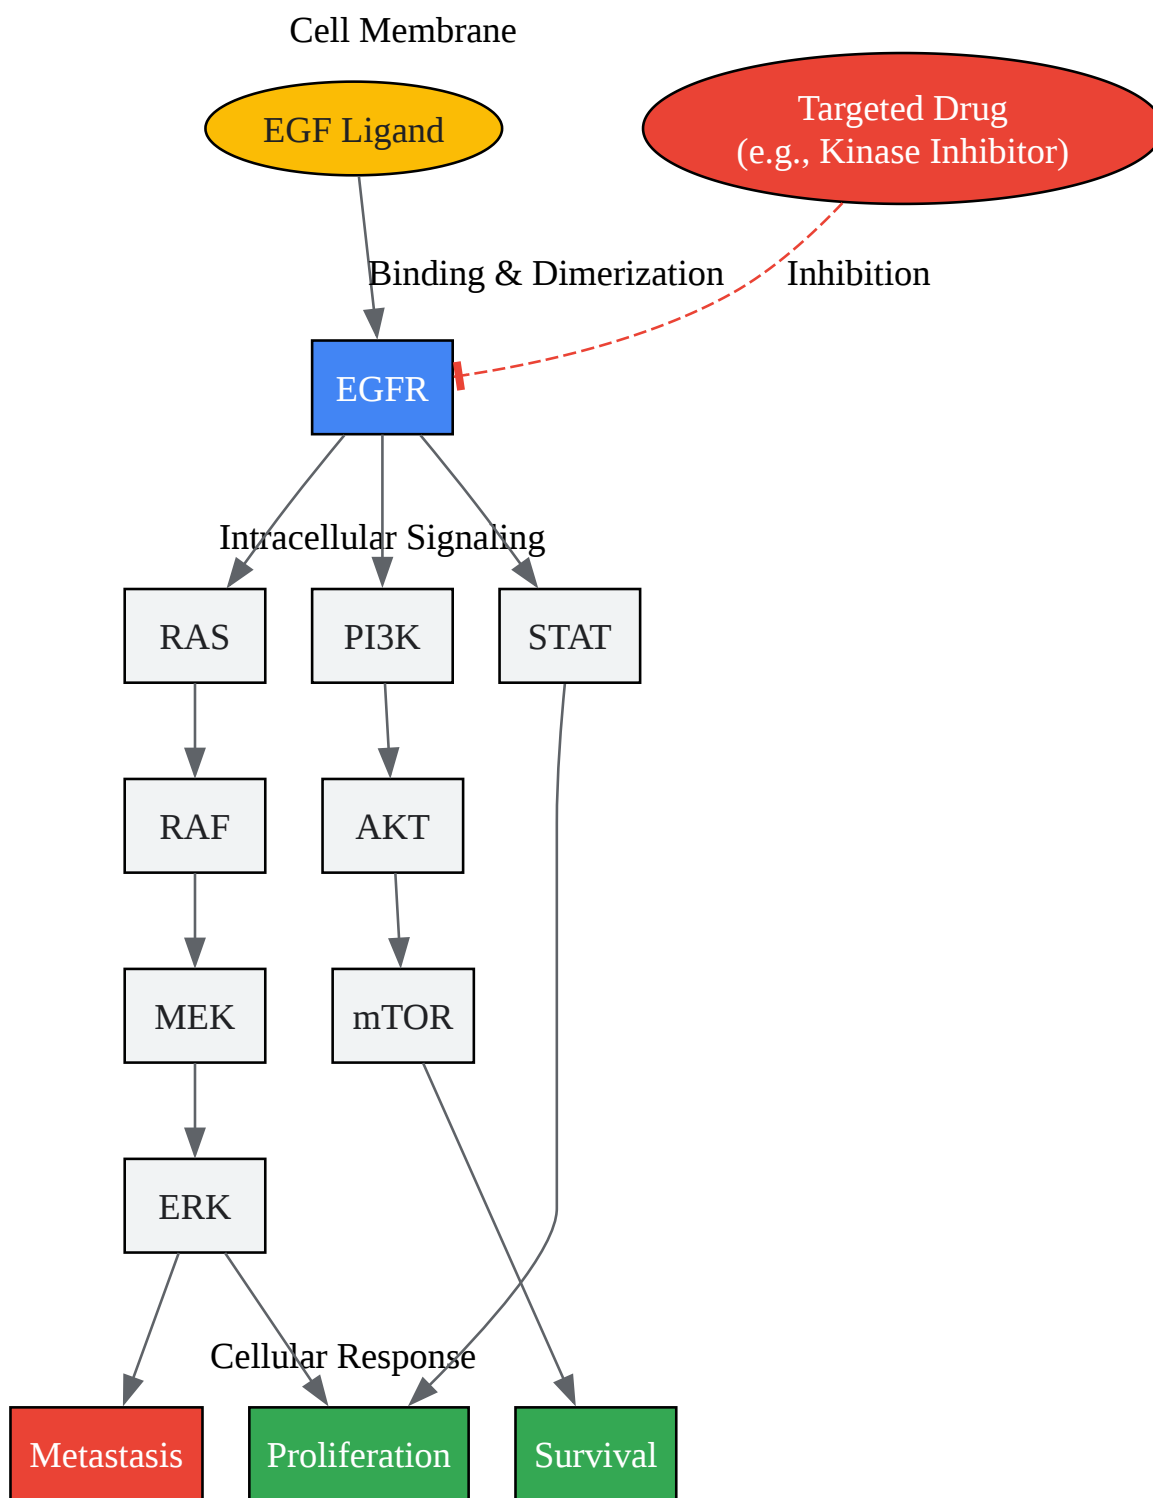 Cell Membrane
EGF Ligand
Targeted Drug
(e.g., Kinase Inhibitor)
Binding & Dimerization
Inhibition
EGFR
Intracellular Signaling
RAS
PI3K
STAT
RAF
AKT
MEK
mTOR
ERK
Cellular Response
Metastasis
Proliferation
Survival